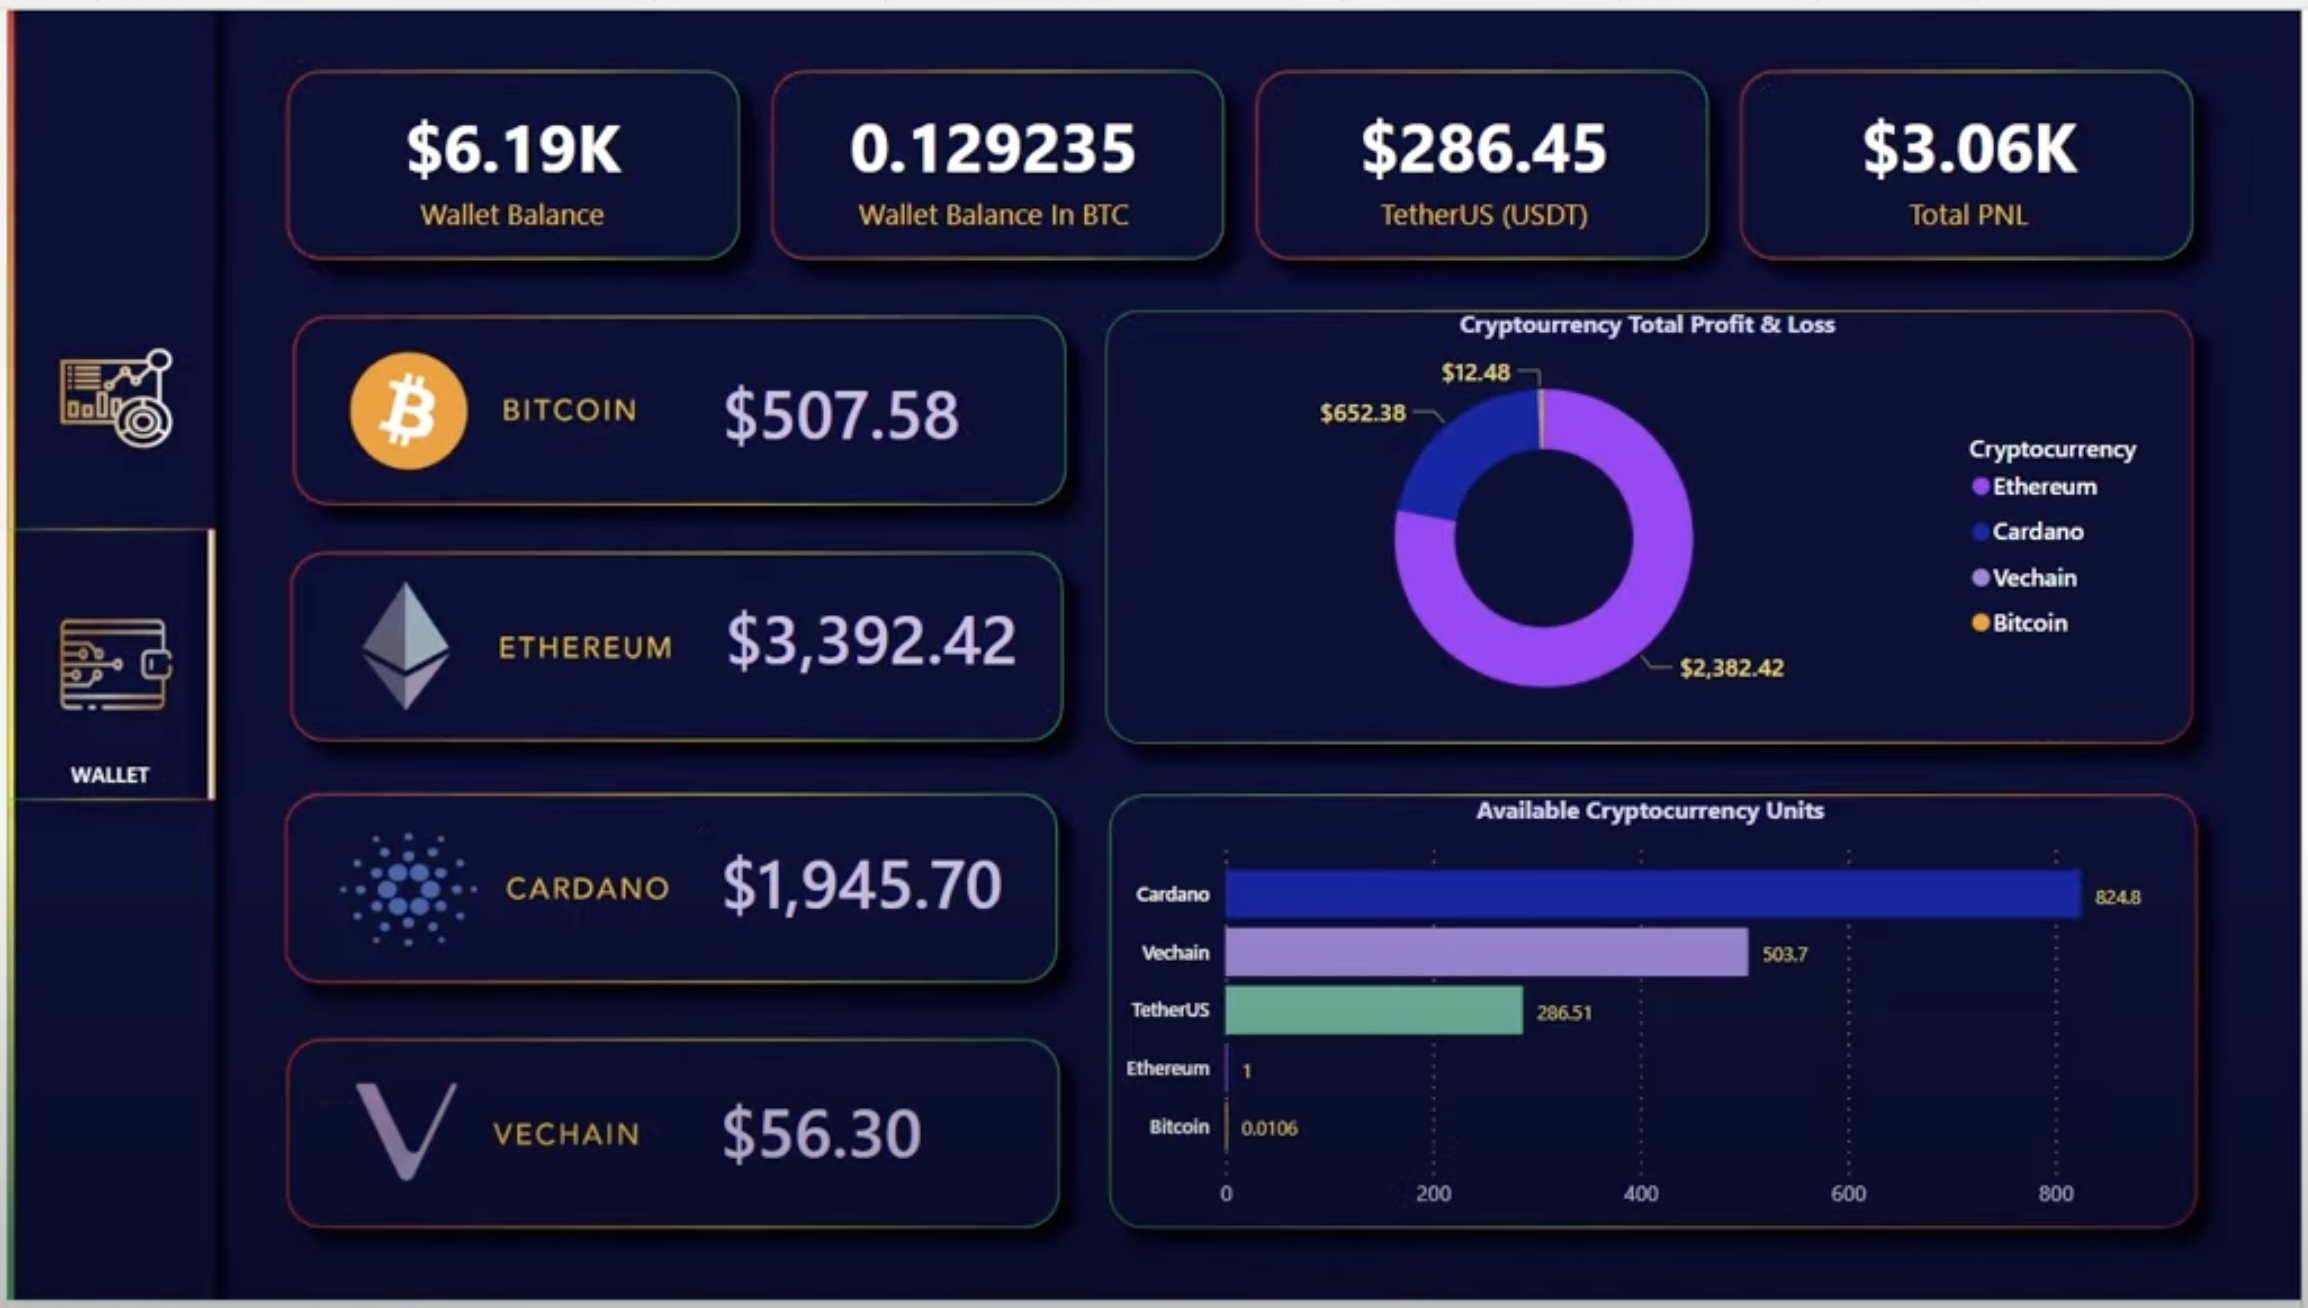 $6.19K
Wallet Balance
0.129235
Wallet Balance In BTC
$286.45
TetherUS (USDT)
$3.06K
Total PNL
BITCOIN $507.58
ETHEREUM $3,392.42
CARDANO $1,945.70
VECHAIN $56.30
WALLET
Cryptourrency Total Profit & Loss
$12.48
$652.38
$2,382.42
Cryptocurrency
Ethereum
Cardano
Vechain
Bitcoin
Available Cryptocurrency Units
Cardano 824.8
Vechain 503.7
TetherUS 286.51
Ethereum 1
Bitcoin 0.0106
0 200 400 600 800